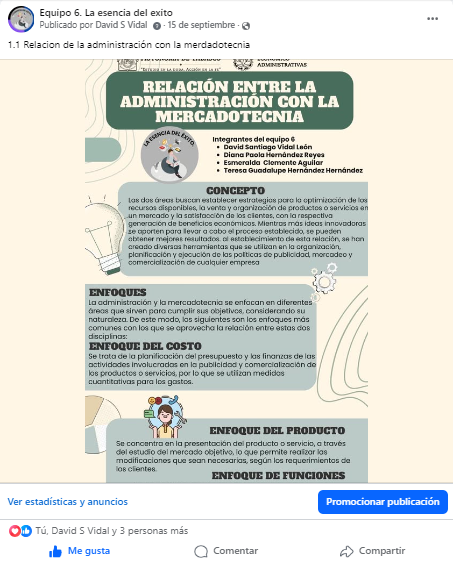 Equipo 6. La esencia del exito
Publicado por David S Vidal · 15 de septiembre ·
1.1 Relacion de la administración con la merdadotecnia
"ESTUDIO EN LA DUDA. ACCIÓN EN LA FE"
ADMINISTRATIVAS
RELACIÓN ENTRE LA
ADMINISTRACIÓN CON LA
MERCADOTECNIA
LA ESENCIA DEL EXITO
Integrantes del equipo 6
• David Santiago Vidal León
• Diana Paola Hernández Reyes
• Esmeralda Clemente Aguilar
• Teresa Guadalupe Hernández Hernández
CONCEPTO
Las dos áreas buscan establecer estrategias para la optimización de los
recursos disponibles, la venta y organización de productos o servicios en
un mercado y la satisfacción de los clientes, con la respectiva
generación de beneficios económicos. Mientras más ideas innovadoras
se aporten para llevar a cabo el proceso establecido, se pueden
obtener mejores resultados. al establecimiento de esta relación, se han
creado diversas herramientas que se utilizan en la organización,
planificación y ejecución de las políticas de publicidad, mercadeo y
comercialización de cualquier empresa
ENFOQUES
La administración y la mercadotecnia se enfocan en diferentes
áreas que sirven para cumplir sus objetivos, considerando su
naturaleza. De este modo, los siguientes son los enfoques más
comunes con los que se aprovecha la relación entre estas dos
disciplinas:
ENFOQUE DEL COSTO
Se trata de la planificación del presupuesto y las finanzas de las
actividades involucradas en la publicidad y comercialización de
los productos o servicios, por lo que se utilizan medidas
cuantitativas para los gastos.
ENFOQUE DEL PRODUCTO
Se concentra en la presentación del producto o servicio, a través
del estudio del mercado objetivo, lo que permite realizar las
modificaciones que sean necesarias, según los requerimientos de
los clientes.
ENFOQUE DE FUNCIONES
Ver estadísticas y anuncios
Promocionar publicación
Tú, David S Vidal y 3 personas más
Me gusta
Comentar
Compartir